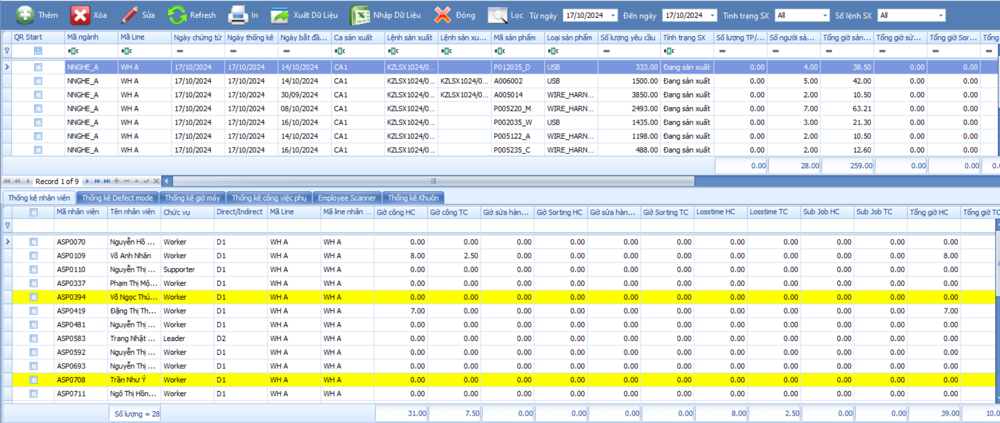 Thêm Xóa Sửa Refresh In Xuất Dữ Liệu Nhập Dữ Liệu Đóng Lọc Từ ngày 17/10/2024 Đến ngày 17/10/2024 Tình trạng SX All Số lệnh SX All
QR Start Mã ngành Mã Line Ngày chứng từ Ngày thống kê Ngày bắt đầ... Ca sản xuất Lệnh sản xuất Lệnh sản xu... Mã sản phẩm Loại sản phẩm Số lượng yêu cầu Tình trạng SX Số lượng TP/... Số người sả... Tổng giờ sản... Tổng giờ sử... Tổng giờ Sor... Tổng
ABC ABC = = = ABC ABC ABC ABC ABC = ABC = = = = = =
NNGHE_A WH A 17/10/2024 17/10/2024 14/10/2024 CA1 KZLSX1024/0... P012035_D USB 333.00 Đang sản xuất 0.00 4.00 38.50 0.00 0.00
NNGHE_A WH A 17/10/2024 17/10/2024 14/10/2024 CA1 KZLSX1024/0... KZLSX1024/0... A006002 USB 1500.00 Đang sản xuất 0.00 5.00 42.00 0.00 0.00
NNGHE_A WH A 17/10/2024 17/10/2024 30/09/2024 CA1 KZLSX1024/0... KZLSX1024/0... A005014 WIRE_HARN... 3850.00 Đang sản xuất 0.00 2.00 10.50 0.00 0.00
NNGHE_A WH A 17/10/2024 17/10/2024 08/10/2024 CA1 KZLSX1024/0... P005220_M WIRE_HARN... 2493.00 Đang sản xuất 0.00 7.00 63.21 0.00 0.00
NNGHE_A WH A 17/10/2024 17/10/2024 16/10/2024 CA1 KZLSX1024/0... P002035_W USB 1435.00 Đang sản xuất 0.00 3.00 21.30 0.00 0.00
NNGHE_A WH A 17/10/2024 17/10/2024 14/10/2024 CA1 KZLSX1024/0... P005122_A WIRE_HARN... 1198.00 Đang sản xuất 0.00 2.00 10.50 0.00 0.00
NNGHE_A WH A 17/10/2024 17/10/2024 16/10/2024 CA1 KZLSX1024/0... P005235_C WIRE_HARN... 488.00 Đang sản xuất 0.00 2.00 12.60 0.00 0.00
0.00 28.00 259.00 0.00 0.00 0.0
Record 1 of 9
Thống kê nhân viên Thống kê Defect mode Thống kê giờ máy Thống kê công việc phụ Employee Scanner Thống kê Khuôn
Mã nhân viên Tên nhân viên Chức vụ Direct/Indirect Mã Line Mã line nhân ... Giờ công HC Giờ công TC Giờ sửa hàn... Giờ Sorting HC Giờ sửa hàn... Giờ Sorting TC Losstime HC Losstime TC Sub Job HC Sub Job TC Tổng giờ HC Tổng giờ TC
ASP0070 Nguyễn Hồ ... Worker D1 WH A WH A 0.00 0.00 0.00 0.00 0.00 0.00 0.00 0.00 0.00 0.00 0.00
ASP0109 Võ Anh Nhân Worker D1 WH A WH A 8.00 2.50 0.00 0.00 0.00 0.00 0.00 0.00 0.00 0.00 8.00
ASP0110 Nguyễn Thị ... Supporter D1 WH A WH A 0.00 0.00 0.00 0.00 0.00 0.00 0.00 0.00 0.00 0.00 0.00
ASP0337 Phạm Thị Mộ... Worker D1 WH A WH A 0.00 0.00 0.00 0.00 0.00 0.00 0.00 0.00 0.00 0.00 0.00
ASP0394 Võ Ngọc Thú... Worker D1 WH A WH A 0.00 0.00 0.00 0.00 0.00 0.00 0.00 0.00 0.00 0.00 0.00
ASP0419 Đặng Thị Th... Worker D1 WH A WH A 7.00 0.00 0.00 0.00 0.00 0.00 0.00 0.00 0.00 0.00 7.00
ASP0481 Nguyễn Thị ... Worker D1 WH A WH A 0.00 0.00 0.00 0.00 0.00 0.00 0.00 0.00 0.00 0.00 0.00
ASP0583 Trang Nhật ... Leader D2 WH A WH A 0.00 0.00 0.00 0.00 0.00 0.00 0.00 0.00 0.00 0.00 0.00
ASP0592 Nguyễn Thị ... Worker D1 WH A WH A 0.00 0.00 0.00 0.00 0.00 0.00 0.00 0.00 0.00 0.00 0.00
ASP0693 Nguyễn Thị ... Worker D1 WH A WH A 0.00 0.00 0.00 0.00 0.00 0.00 0.00 0.00 0.00 0.00 0.00
ASP0708 Trần Như Ý Worker D1 WH A WH A 0.00 0.00 0.00 0.00 0.00 0.00 0.00 0.00 0.00 0.00 0.00
ASP0711 Ngô Thị Hồn... Worker D1 WH A WH A 0.00 0.00 0.00 0.00 0.00 0.00 0.00 0.00 0.00 0.00 0.00
Số lượng = 28 31.00 7.50 0.00 0.00 0.00 0.00 8.00 2.50 0.00 0.00 39.00 10.0